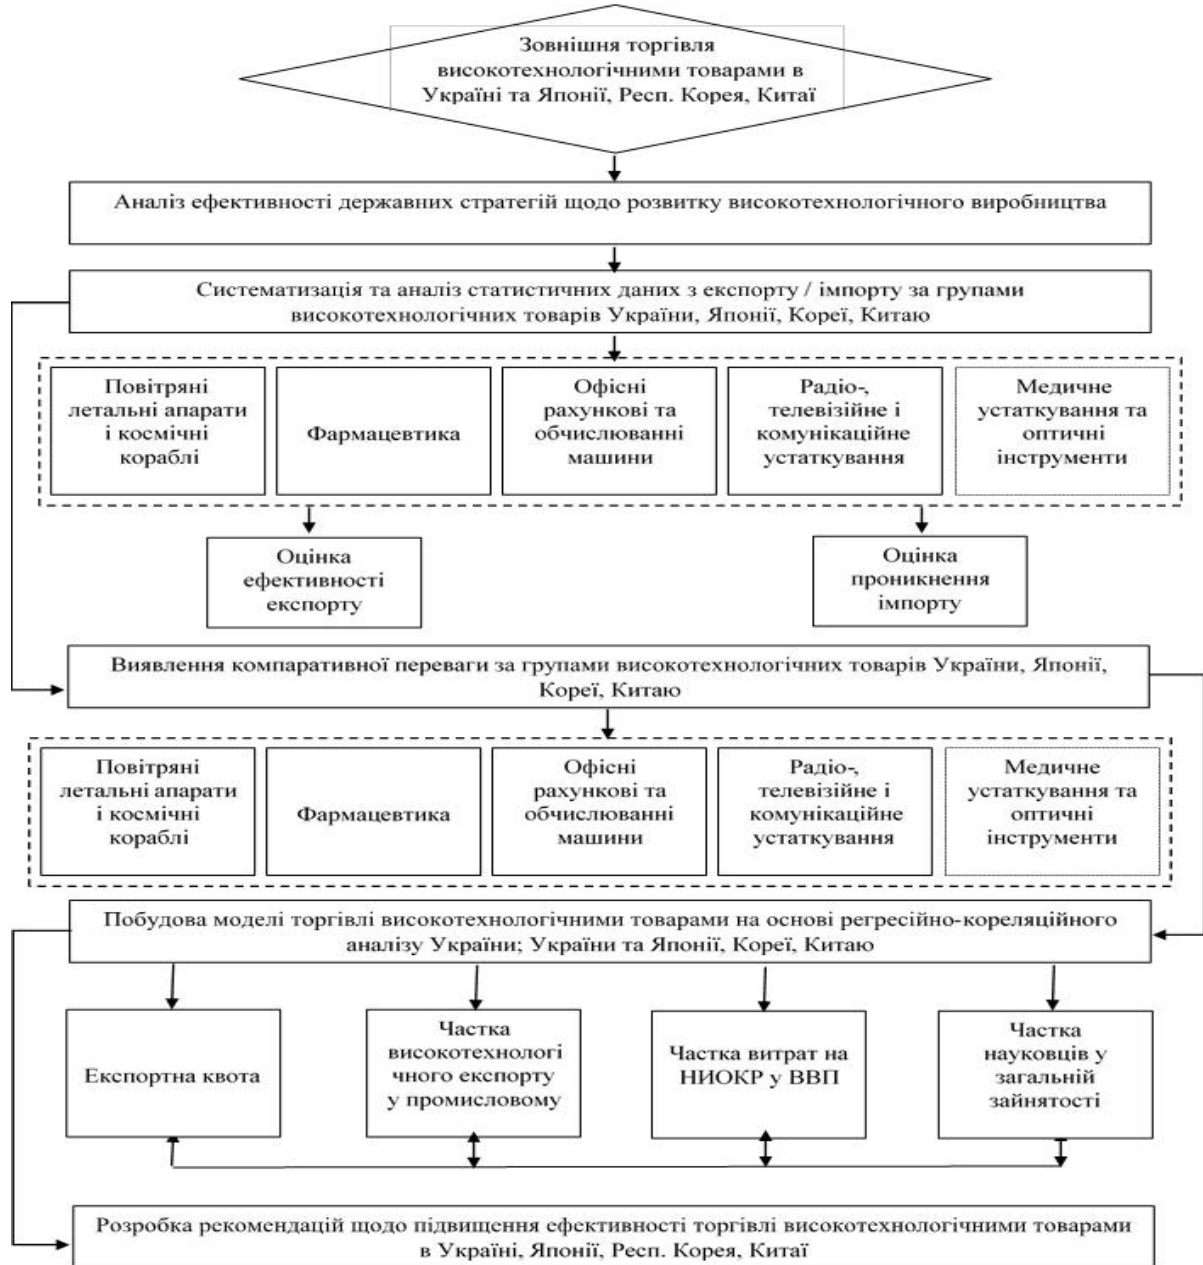 Зовнішня торгівля
високотехнологічними товарами в
Україні та Японії, Респ. Корея, Китаї
Аналіз ефективності державних стратегій щодо розвитку високотехнологічного виробництва
Систематизація та аналіз статистичних даних з експорту / імпорту за групами
високотехнологічних товарів України, Японії, Кореї, Китаю
Повітряні
летальні апарати
і космічні
кораблі
Фармацевтика
Офісні
рахункові та
обчислюванні
машини
Радіо-,
телевізійне і
комунікаційне
устаткування
Медичне
устаткування та
оптичні
інструменти
Оцінка
ефективності
експорту
Оцінка
проникнення
імпорту
Виявлення компаративної переваги за групами високотехнологічних товарів України, Японії,
Кореї, Китаю
Повітряні
летальні апарати
і космічні
кораблі
Фармацевтика
Офісні
рахункові та
обчислюванні
машини
Радіо-,
телевізійне і
комунікаційне
устаткування
Медичне
устаткування та
оптичні
інструменти
Побудова моделі торгівлі високотехнологічними товарами на основі регресійно-кореляційного
аналізу України; України та Японії, Кореї, Китаю
Експортна квота
Частка
високотехнологі
чного експорту
у промисловому
Частка витрат на
НИОКР у ВВП
Частка
науковців у
загальній
зайнятості
Розробка рекомендацій щодо підвищення ефективності торгівлі високотехнологічними товарами
в Україні, Японії, Респ. Корея, Китаї